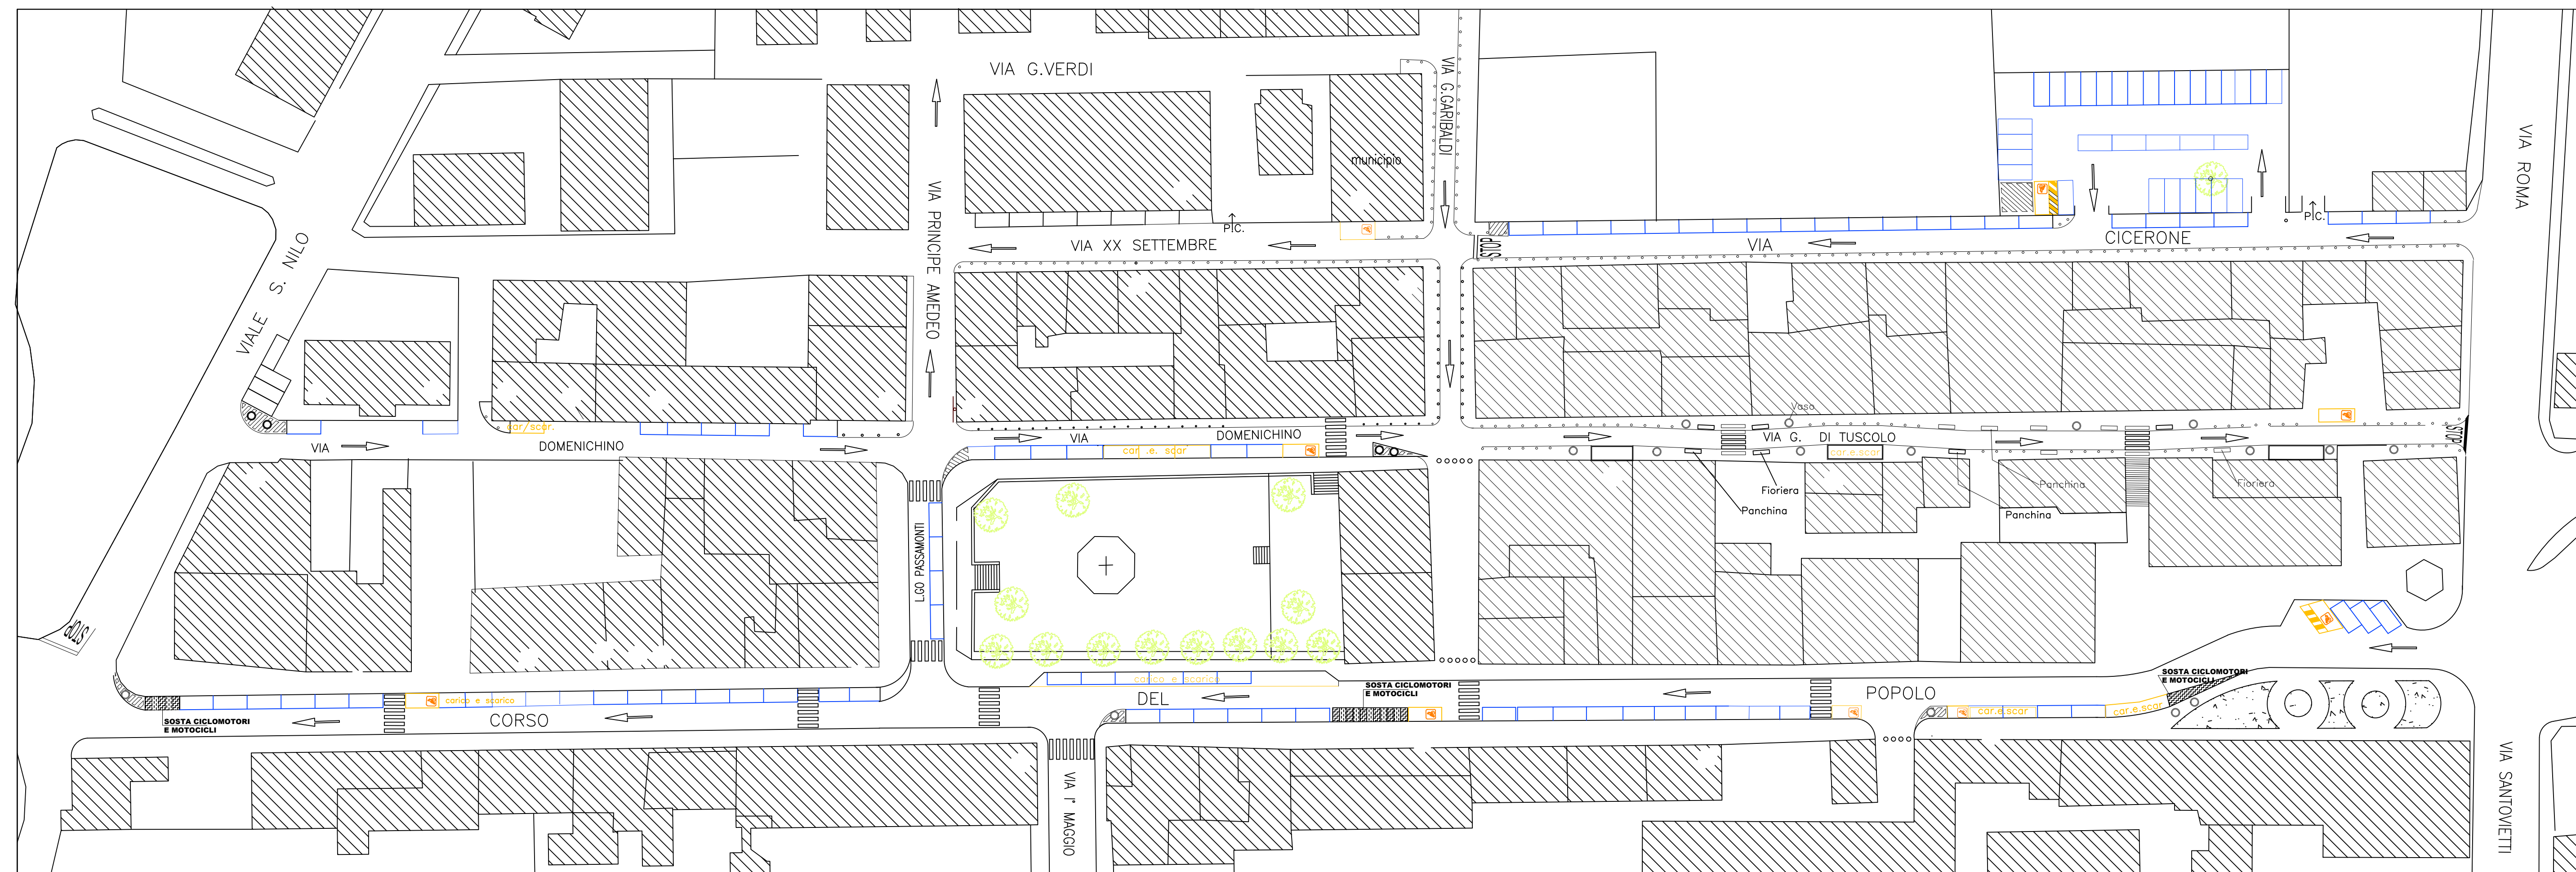 VIA G.VERDI
VIA G.GARIBALDI
VIA ROMA
municipio
VIA PRINCIPE AMEDEO
P.C.
P.C.
VIA XX SETTEMBRE
STOP
VIA
CICERONE
VIALE S. NILO
Vaso
car/scar.
VIA
DOMENICHINO
VIA
DOMENICHINO
VIA G. DI TUSCOLO
STOP
car .e. scar
car.e.scar
Fioriera
Panchina
Panchina
Panchina
Fioriera
L.GO PASSAMONTI
STOP
SOSTA CICLOMOTORI
E MOTOCICLI
carico e scarico
SOSTA CICLOMOTORI
E MOTOCICLI
carico e scarico
SOSTA CICLOMOTORI
E MOTOCICLI
CORSO
DEL
POPOLO
car.e.scar
car.e.scar
VIA I° MAGGIO
VIA SANTOVIETTI